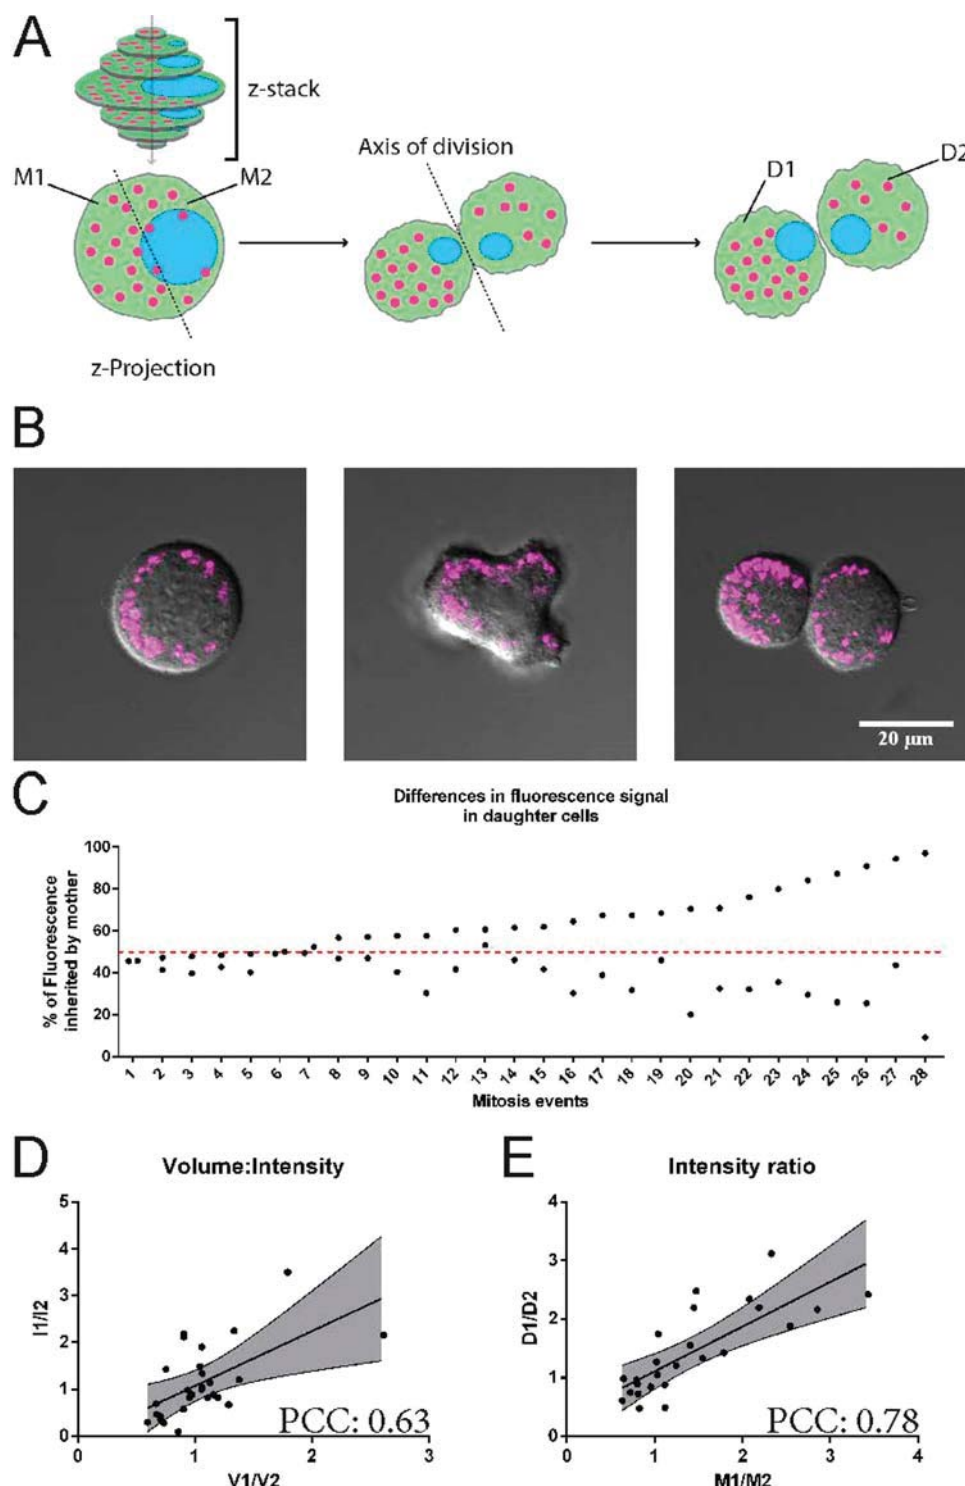 A
z-stack
M1
M2
Axis of division
D1
D2
z-Projection
B
20 μm
C
Differences in fluorescence signal
in daughter cells
% of Fluorescence
inherited by mother
100
80
60
40
20
0
1 2 3 4 5 6 7 8 9 10 11 12 13 14 15 16 17 18 19 20 21 22 23 24 25 26 27 28
Mitosis events
D
Volume:Intensity
I1/I2
5
4
3
2
1
0
PCC: 0.63
0 1 2 3
V1/V2
E
Intensity ratio
D1/D2
4
3
2
1
0
PCC: 0.78
0 1 2 3 4
M1/M2